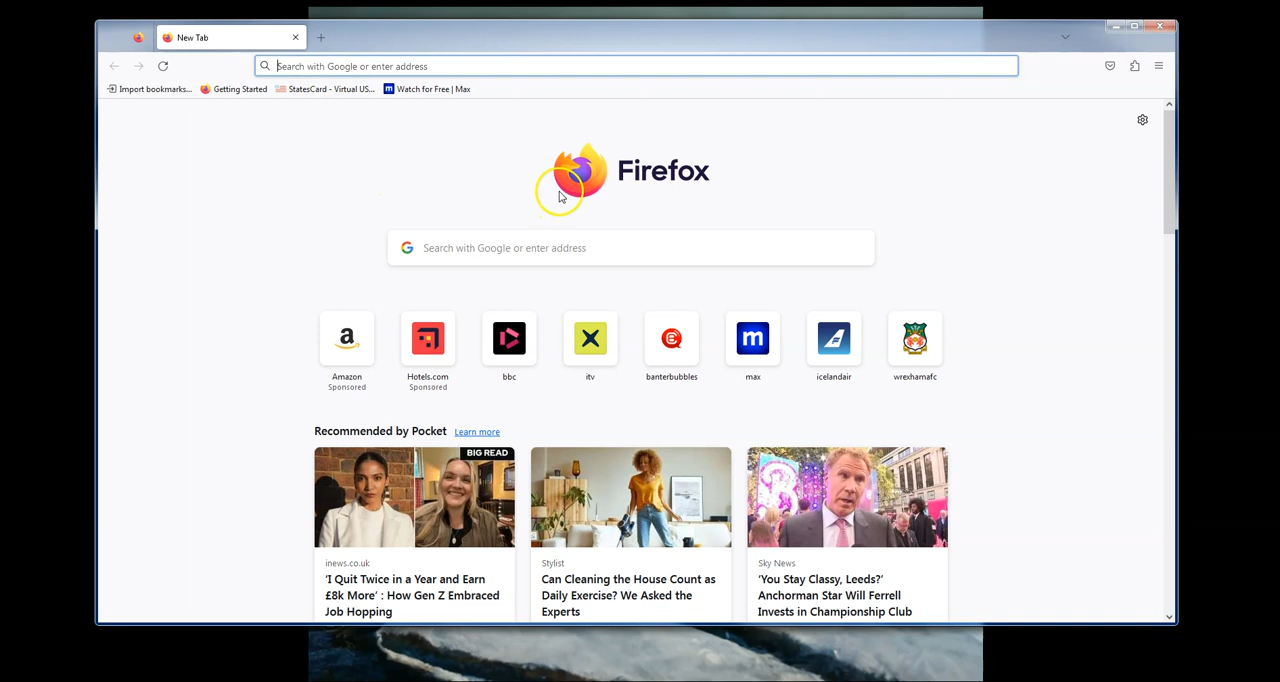 New Tab
Search with Google or enter address
Import bookmarks...
Getting Started
StatesCard - Virtual US...
m
Watch for Free | Max
Firefox
Search with Google or enter address
a
m
Amazon
Sponsored
Hotels.com
Sponsored
bbc
itv
banterbubbles
max
icelandair
wrexhamafc
Recommended by Pocket
Learn more
BIG READ
inews.co.uk
'I Quit Twice in a Year and Earn
£8k More' : How Gen Z Embraced
Job Hopping
Stylist
Can Cleaning the House Count as
Daily Exercise? We Asked the
Experts
Sky News
'You Stay Classy, Leeds?'
Anchorman Star Will Ferrell
Invests in Championship Club